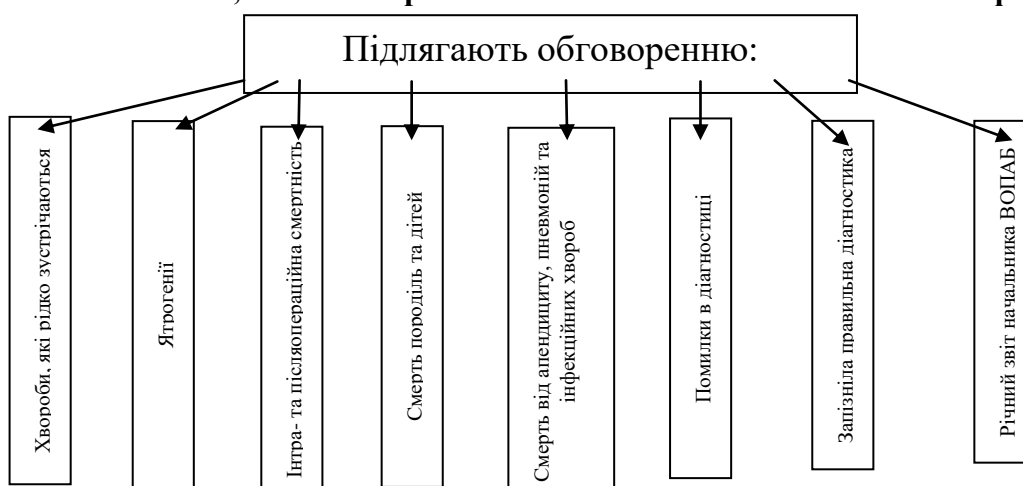 Підлягають обговоренню:
Хвороби, які рідко зустрічаються
Ятрогенії
Інтра- та післяопераційна смертність
Смерть породіль та дітей
Смерть від апендициту, пневмоній та
інфекційних хвороб
Помилки в діагностиці
Запізніла правильна діагностика
Річний звіт начальника ВОПАБ